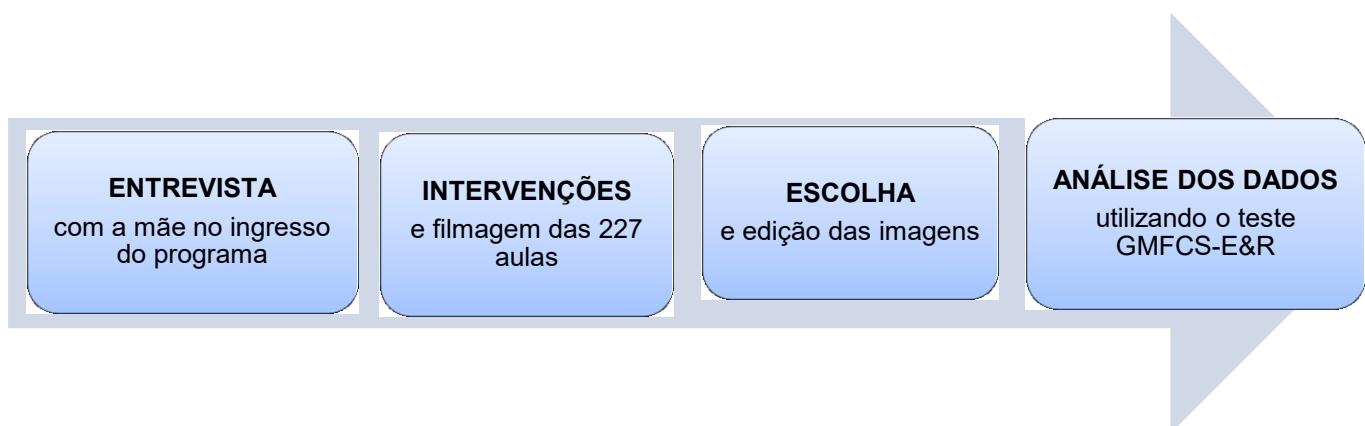 ENTREVISTA
com a mãe no ingresso
do programa
INTERVENÇÕES
e filmagem das 227
aulas
ESCOLHA
e edição das imagens
ANÁLISE DOS DADOS
utilizando o teste
GMFCS-E&R